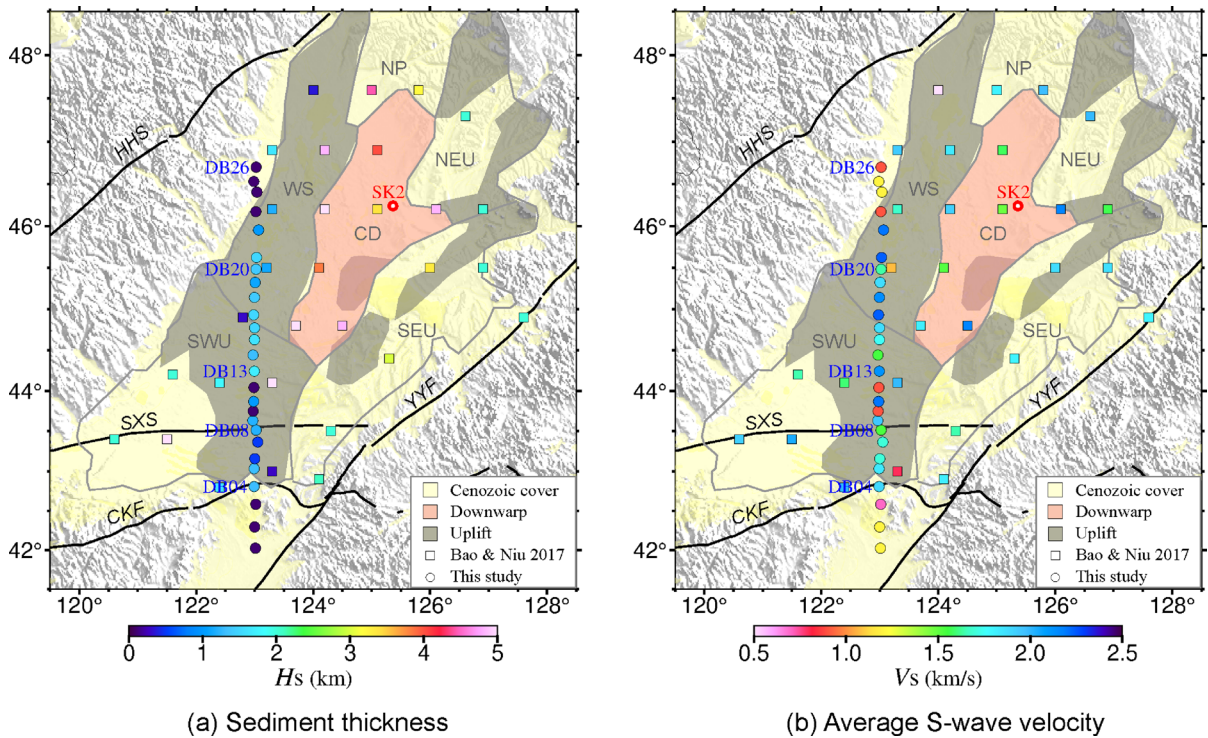 48°
46°
44°
42°
120°
122°
124°
126°
128°
HHS
NP
NEU
WS
DB26
SK2
CD
DB20
SEU
SWU
DB13
YYF
SXS
DB08
DB04
CKF
Cenozoic cover
Downwarp
Uplift
Bao & Niu 2017
This study
0
1
2
3
4
5
Hs (km)
(a) Sediment thickness
48°
46°
44°
42°
120°
122°
124°
126°
128°
HHS
NP
NEU
WS
DB26
SK2
CD
DB20
SEU
SWU
DB13
YYF
SXS
DB08
DB04
CKF
Cenozoic cover
Downwarp
Uplift
Bao & Niu 2017
This study
0.5
1.0
1.5
2.0
2.5
Vs (km/s)
(b) Average S-wave velocity